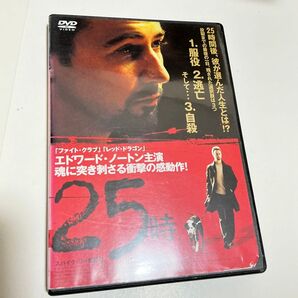 DVD
VIDEO
25時間後、彼が選んだ人生とは!?
1.服役 2.逃亡
そして・・・3.自殺
「ファイト・クラブ」「レッド・ドラゴン」
エドワード・ノートン主演
魂に突き刺さる衝撃の感動作!
25時